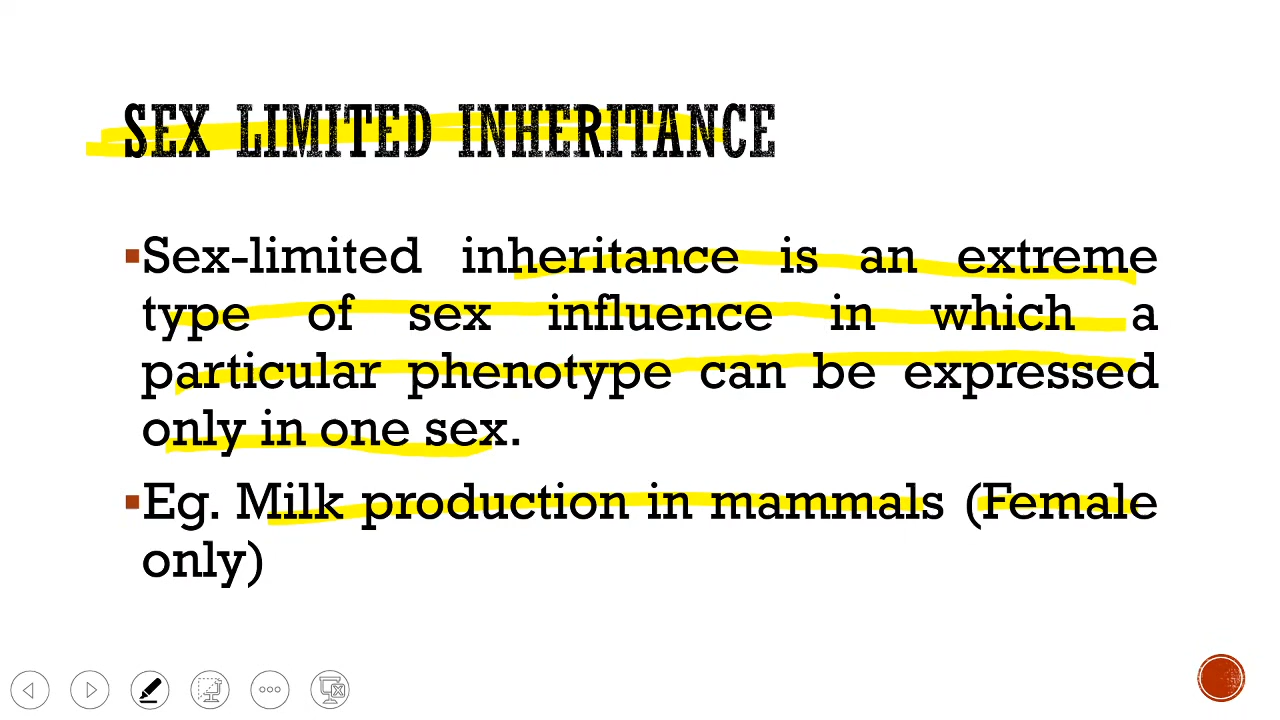 SEX LIMITED INHERITANCE
▪Sex-limited inheritance is an extreme
type of sex influence in which a
particular phenotype can be expressed
only in one sex.
▪Eg. Milk production in mammals (Female
only)